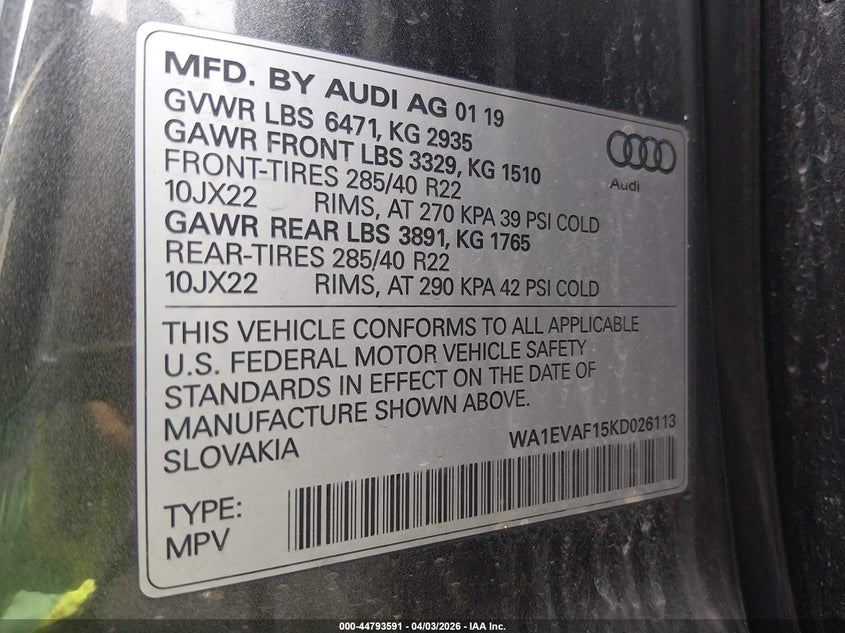 MFD. BY AUDI AG 01 19
GVWR LBS 6471, KG 2935
GAWR FRONT LBS 3329, KG 1510
FRONT-TIRES 285/40 R22
10JX22 RIMS, AT 270 KPA 39 PSI COLD
GAWR REAR LBS 3891, KG 1765
REAR-TIRES 285/40 R22
10JX22 RIMS, AT 290 KPA 42 PSI COLD
Audi
THIS VEHICLE CONFORMS TO ALL APPLICABLE
U.S. FEDERAL MOTOR VEHICLE SAFETY
STANDARDS IN EFFECT ON THE DATE OF
MANUFACTURE SHOWN ABOVE.
SLOVAKIA
WA1EVAF15KD026113
TYPE:
MPV
000-44793591 - 04/03/2026 - IAA Inc.